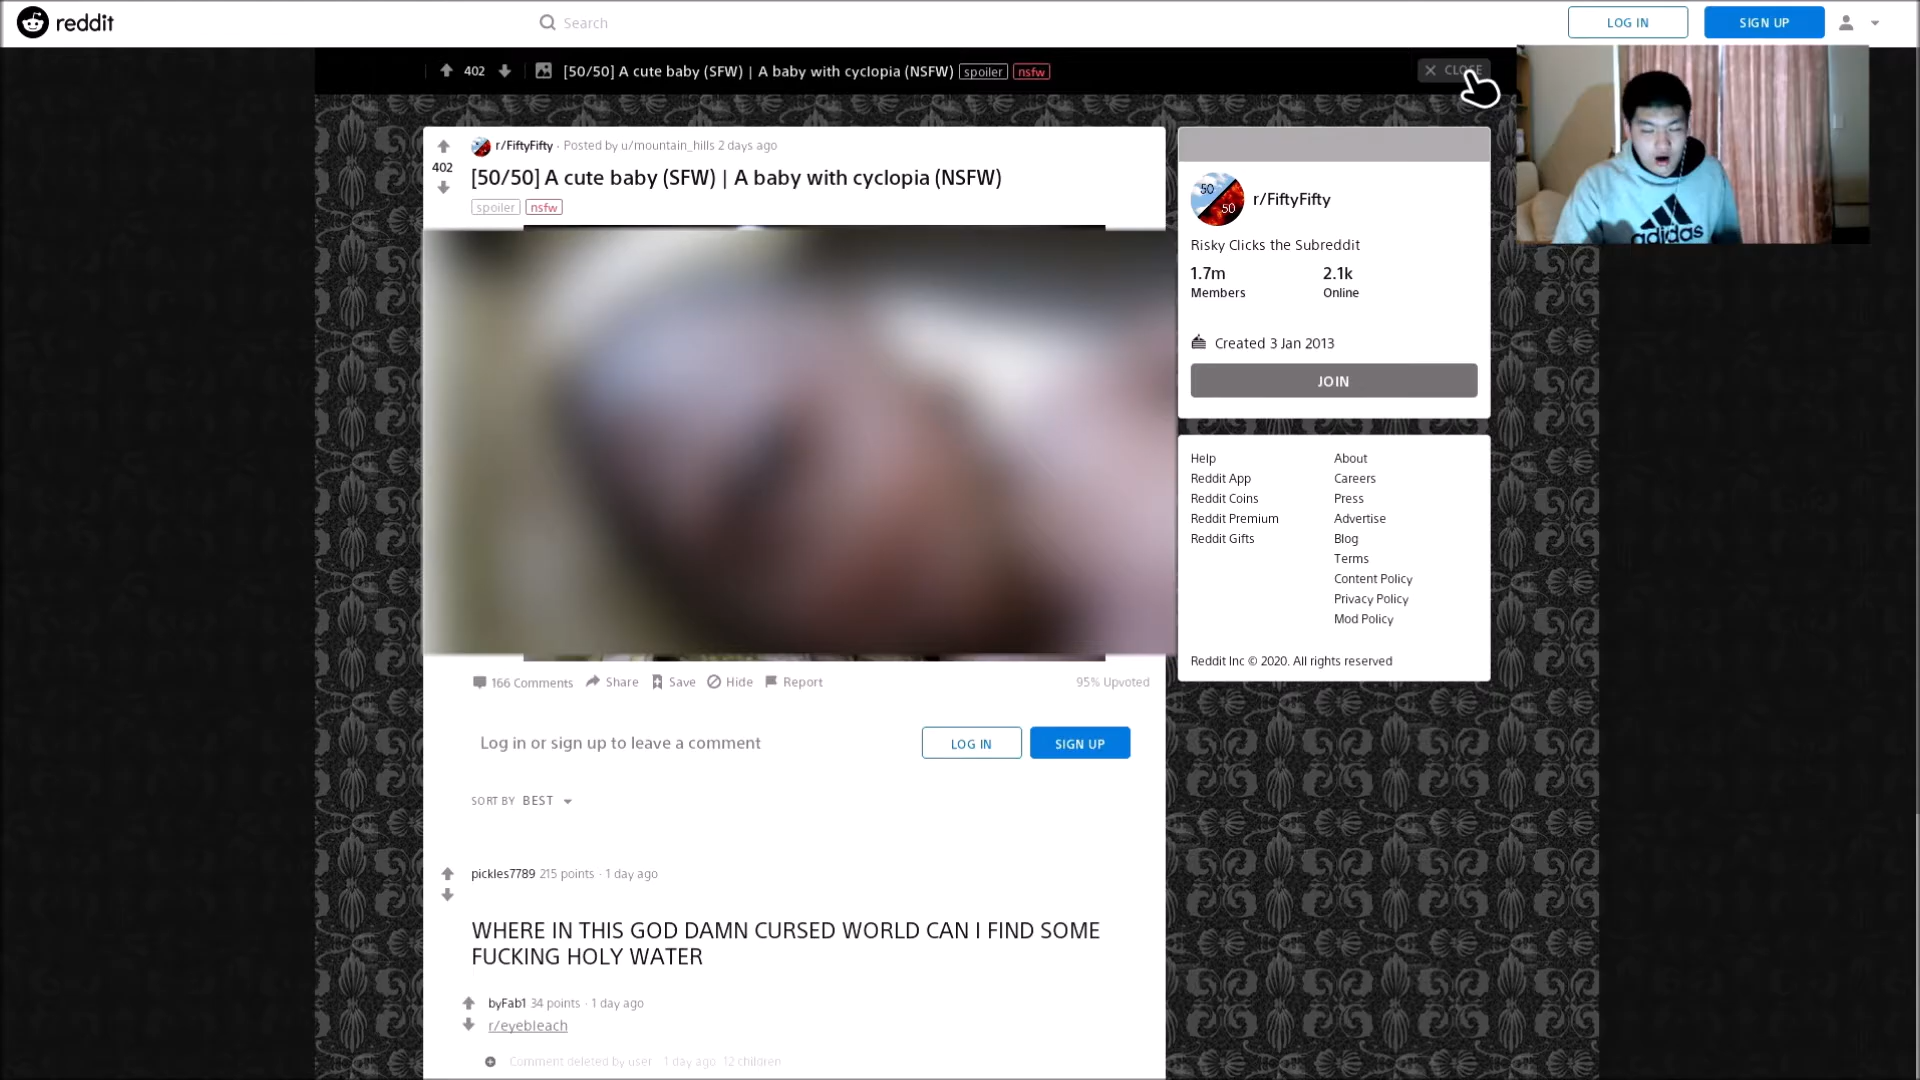 reddit
Search
LOG IN
SIGN UP
402
[50/50] A cute baby (SFW) | A baby with cyclopia (NSFW) spoiler nsfw
CLOSE
r/FiftyFifty · Posted by u/mountain_hills 2 days ago
402
[50/50] A cute baby (SFW) | A baby with cyclopia (NSFW)
spoiler nsfw
50
50
r/FiftyFifty
Risky Clicks the Subreddit
1.7m 2.1k
Members Online
Created 3 Jan 2013
JOIN
Help About
Reddit App Careers
Reddit Coins Press
Reddit Premium Advertise
Reddit Gifts Blog
Terms
Content Policy
Privacy Policy
Mod Policy
Reddit Inc © 2020. All rights reserved
adidas
166 Comments Share Save Hide Report 95% Upvoted
Log in or sign up to leave a comment LOG IN SIGN UP
SORT BY BEST
pickles7789 215 points · 1 day ago
WHERE IN THIS GOD DAMN CURSED WORLD CAN I FIND SOME
FUCKING HOLY WATER
byFab1 34 points · 1 day ago
r/eyebleach
Comment deleted by user 1 day ago 12 children